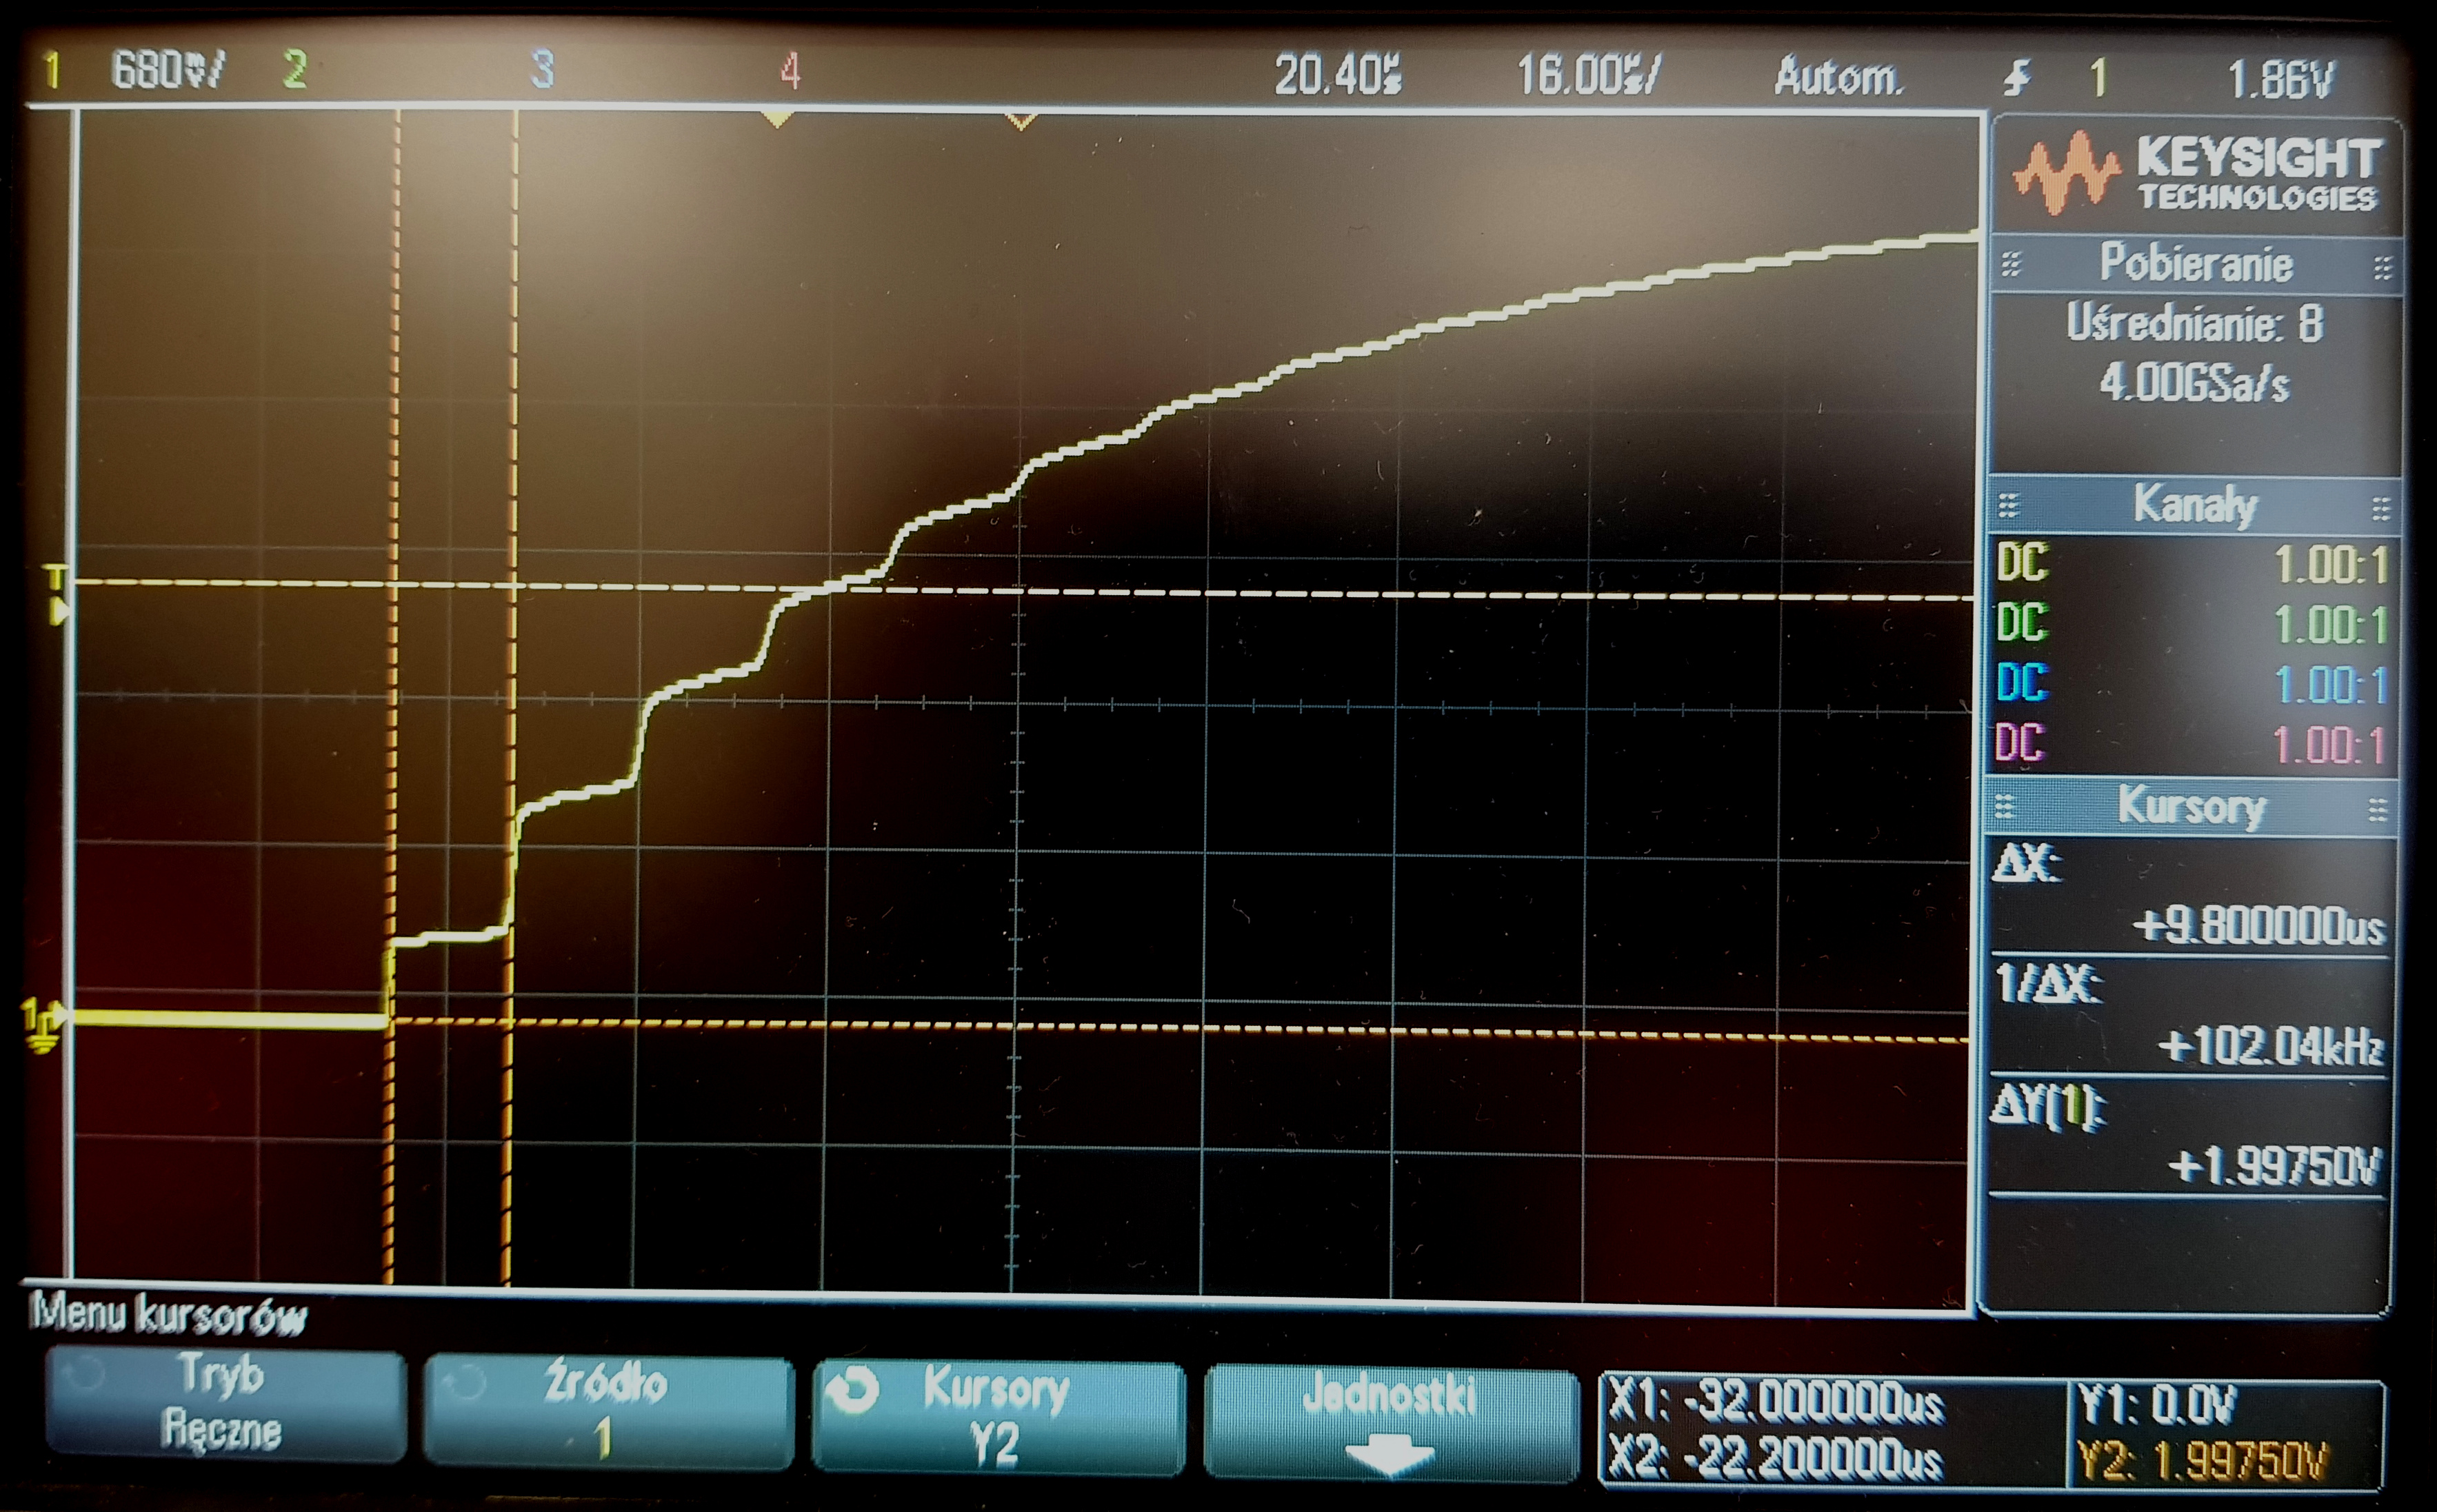 1 680mV/ 2 3 4 20.40us 16.00us/ Autom. 1 1.86V
KEYSIGHT
TECHNOLOGIES
Pobieranie
Uśrednianie: 8
4.00GSa/s
Kanały
DC 1.00:1
DC 1.00:1
DC 1.00:1
DC 1.00:1
Kursory
ΔX:
+9.800000us
1/ΔX:
+102.04kHz
ΔY(1):
+1.99750V
T
1
Menu kursorów
Tryb
Ręczne
Źródło
1
Kursory
Y2
Jednostki
X1: -32.000000us
X2: -22.200000us
Y1: 0.0V
Y2: 1.99750V